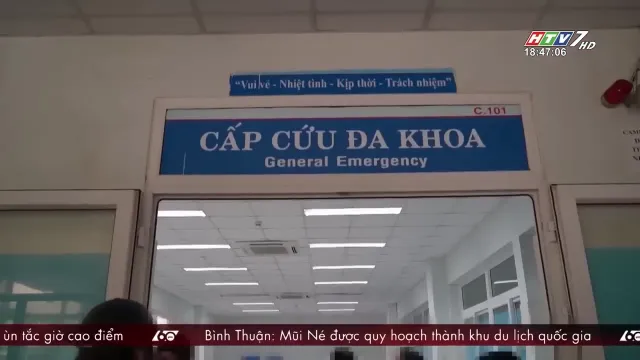 HTV7 HD
18:47:06
"Vui vẻ - Nhiệt tình - Kịp thời - Trách nhiệm"
C.101
CẤP CỨU ĐA KHOA
General Emergency
ùn tắc giờ cao điểm
Bình Thuận: Mũi Né được quy hoạch thành khu du lịch quốc gia